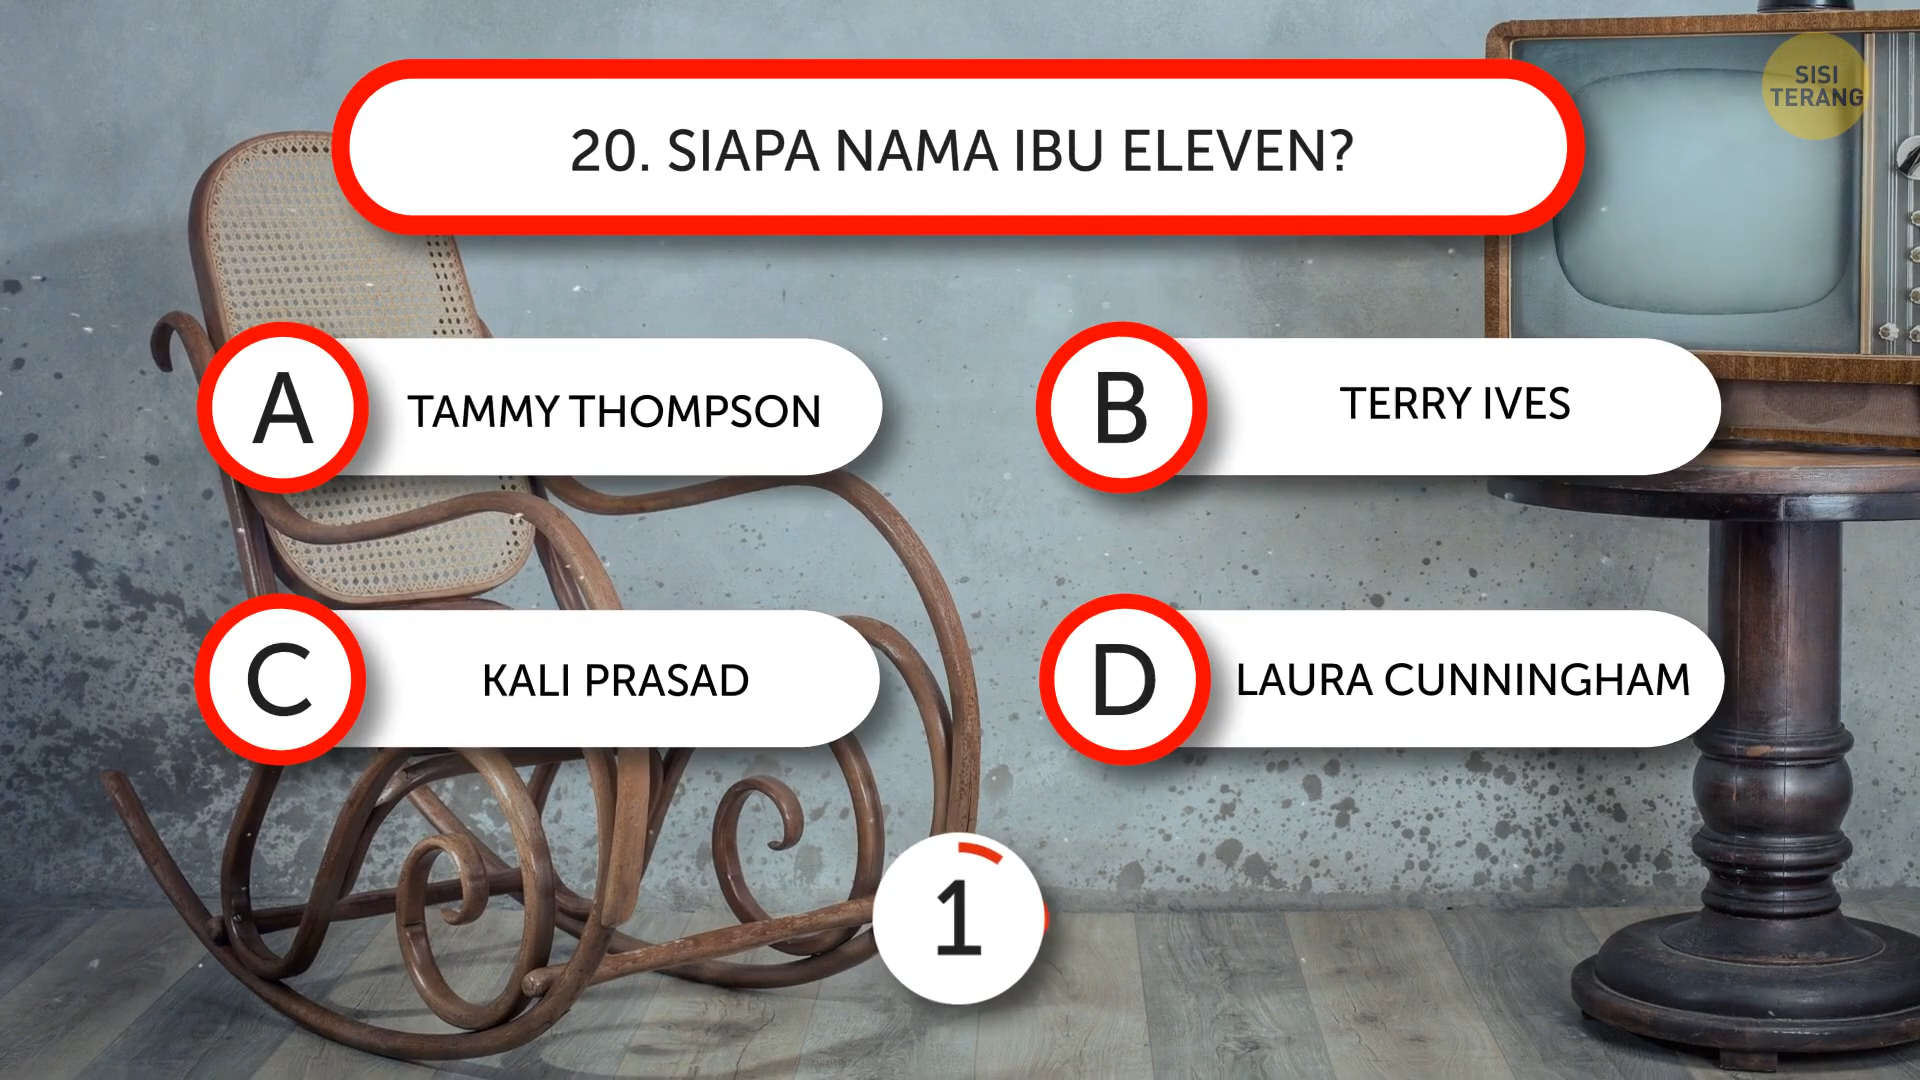 SISI
TERANG
20. SIAPA NAMA IBU ELEVEN?
A
TAMMY THOMPSON
B
TERRY IVES
C
KALI PRASAD
D
LAURA CUNNINGHAM
1